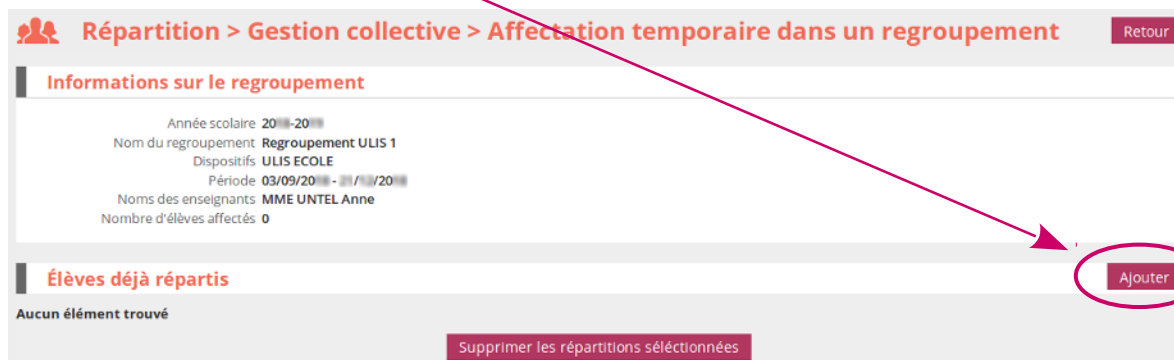 Répartition > Gestion collective > Affectation temporaire dans un regroupement
Retour
Informations sur le regroupement
Année scolaire 20 -20
Nom du regroupement Regroupement ULIS 1
Dispositifs ULIS ECOLE
Période 03/09/20 - / /20
Noms des enseignants MME UNTEL Anne
Nombre d'élèves affectés 0
Élèves déjà répartis
Ajouter
Aucun élément trouvé
Supprimer les répartitions séléctionnées